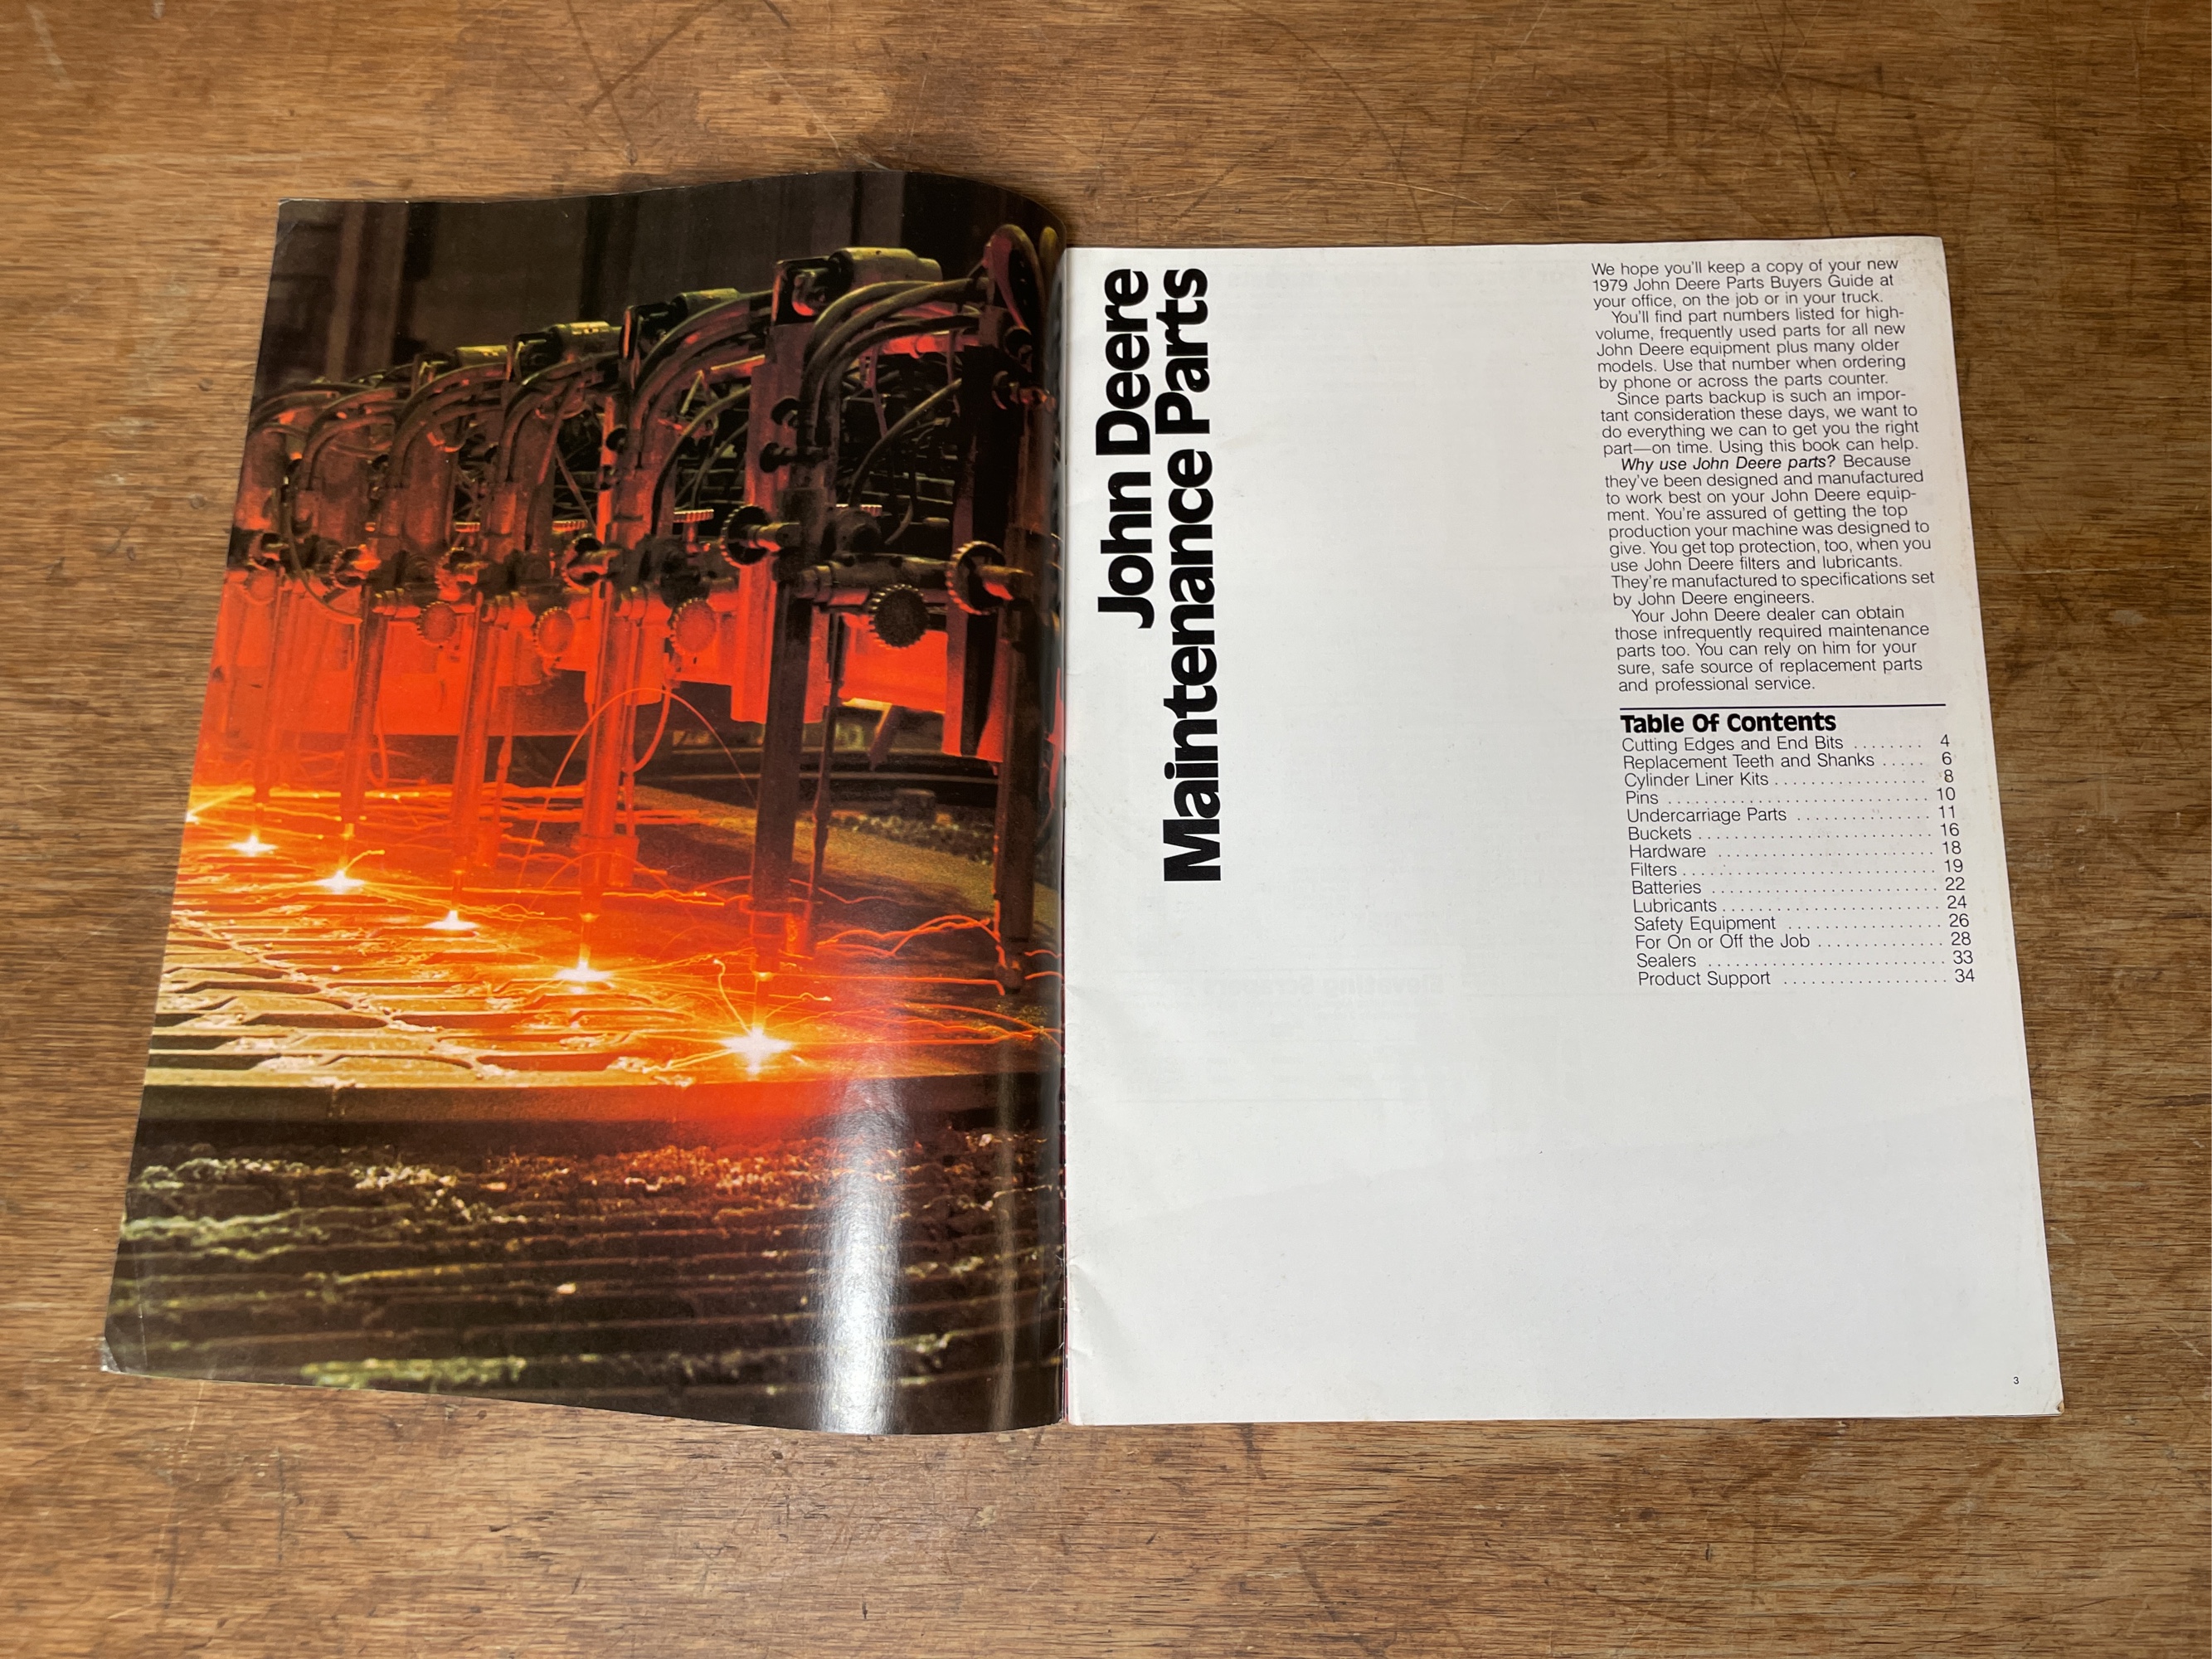 John Deere
Maintenance Parts
We hope you'll keep a copy of your new
1979 John Deere Parts Buyers Guide at
your office, on the job or in your truck.
You'll find part numbers listed for high-
volume, frequently used parts for all new
John Deere equipment plus many older
models. Use that number when ordering
by phone or across the parts counter.
Since parts backup is such an impor-
tant consideration these days, we want to
do everything we can to get you the right
part—on time. Using this book can help.
Why use John Deere parts? Because
they've been designed and manufactured
to work best on your John Deere equip-
ment. You're assured of getting the top
production your machine was designed to
give. You get top protection, too, when you
use John Deere filters and lubricants.
They're manufactured to specifications set
by John Deere engineers.
Your John Deere dealer can obtain
those infrequently required maintenance
parts too. You can rely on him for your
sure, safe source of replacement parts
and professional service.
Table Of Contents
Cutting Edges and End Bits ........ 4
Replacement Teeth and Shanks ..... 6
Cylinder Liner Kits ................. 8
Pins ............................. 10
Undercarriage Parts ............... 11
Buckets .......................... 16
Hardware ........................ 18
Filters ............................ 19
Batteries ......................... 22
Lubricants ........................ 24
Safety Equipment ................. 26
For On or Off the Job .............. 28
Sealers .......................... 33
Product Support .................. 34
3